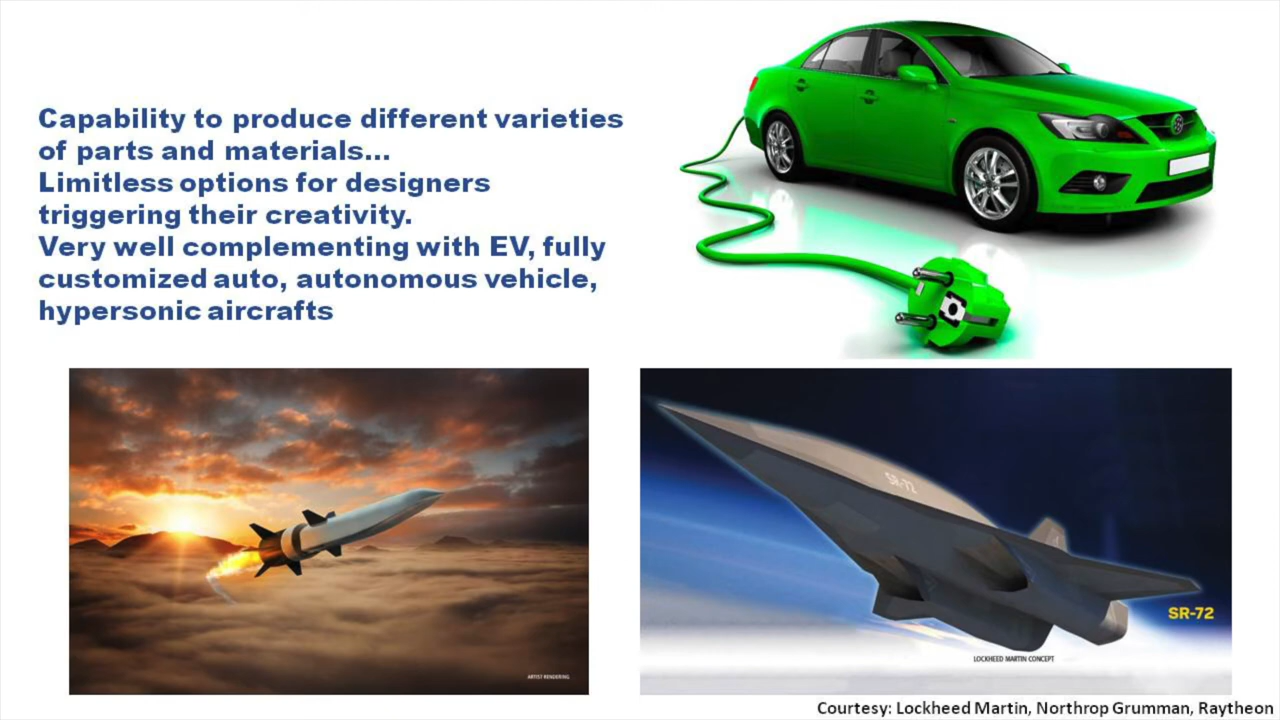 Capability to produce different varieties
of parts and materials...
Limitless options for designers
triggering their creativity.
Very well complementing with EV, fully
customized auto, autonomous vehicle,
hypersonic aircrafts
SR-72
SR-72
LOCKHEED MARTIN CONCEPT
ARTIST RENDERING
Courtesy: Lockheed Martin, Northrop Grumman, Raytheon